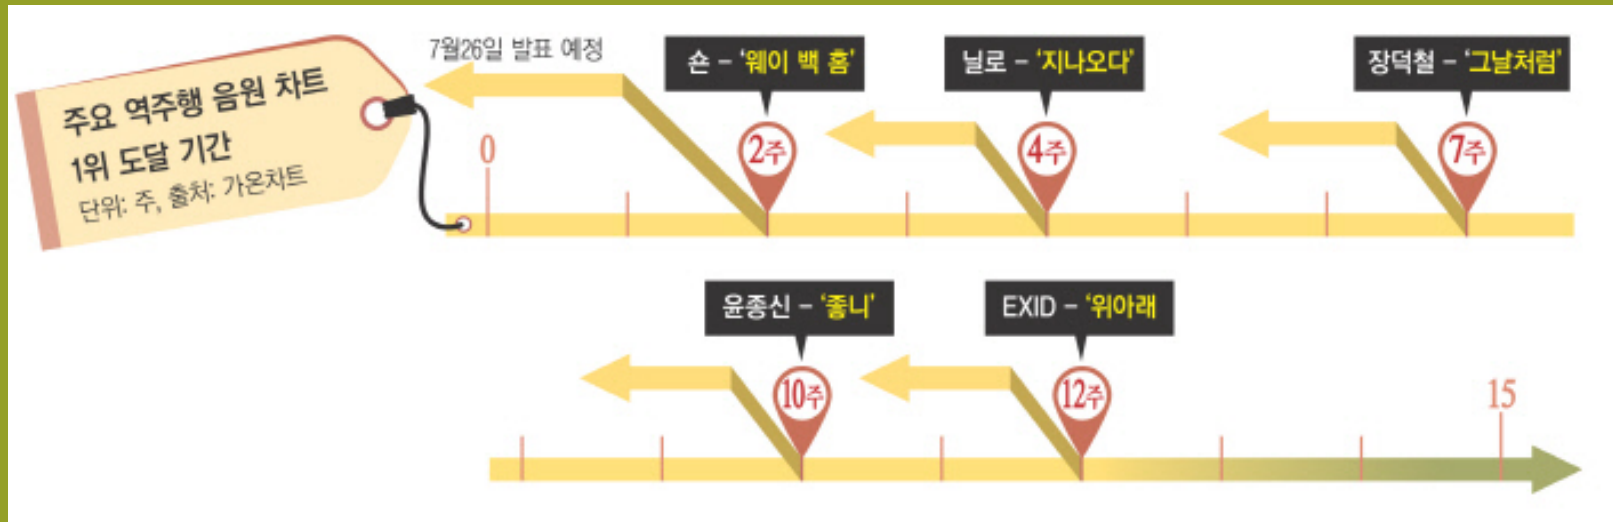 주요 역주행 음원 차트
1위 도달 기간
단위: 주, 출처: 가온차트
7월26일 발표 예정
숀 – ‘웨이 백 홈’
닐로 – ‘지나오다’
장덕철 – ‘그날처럼’
0
2주
4주
7주
윤종신 – ‘좋니’
EXID – ‘위아래
10주
12주
15